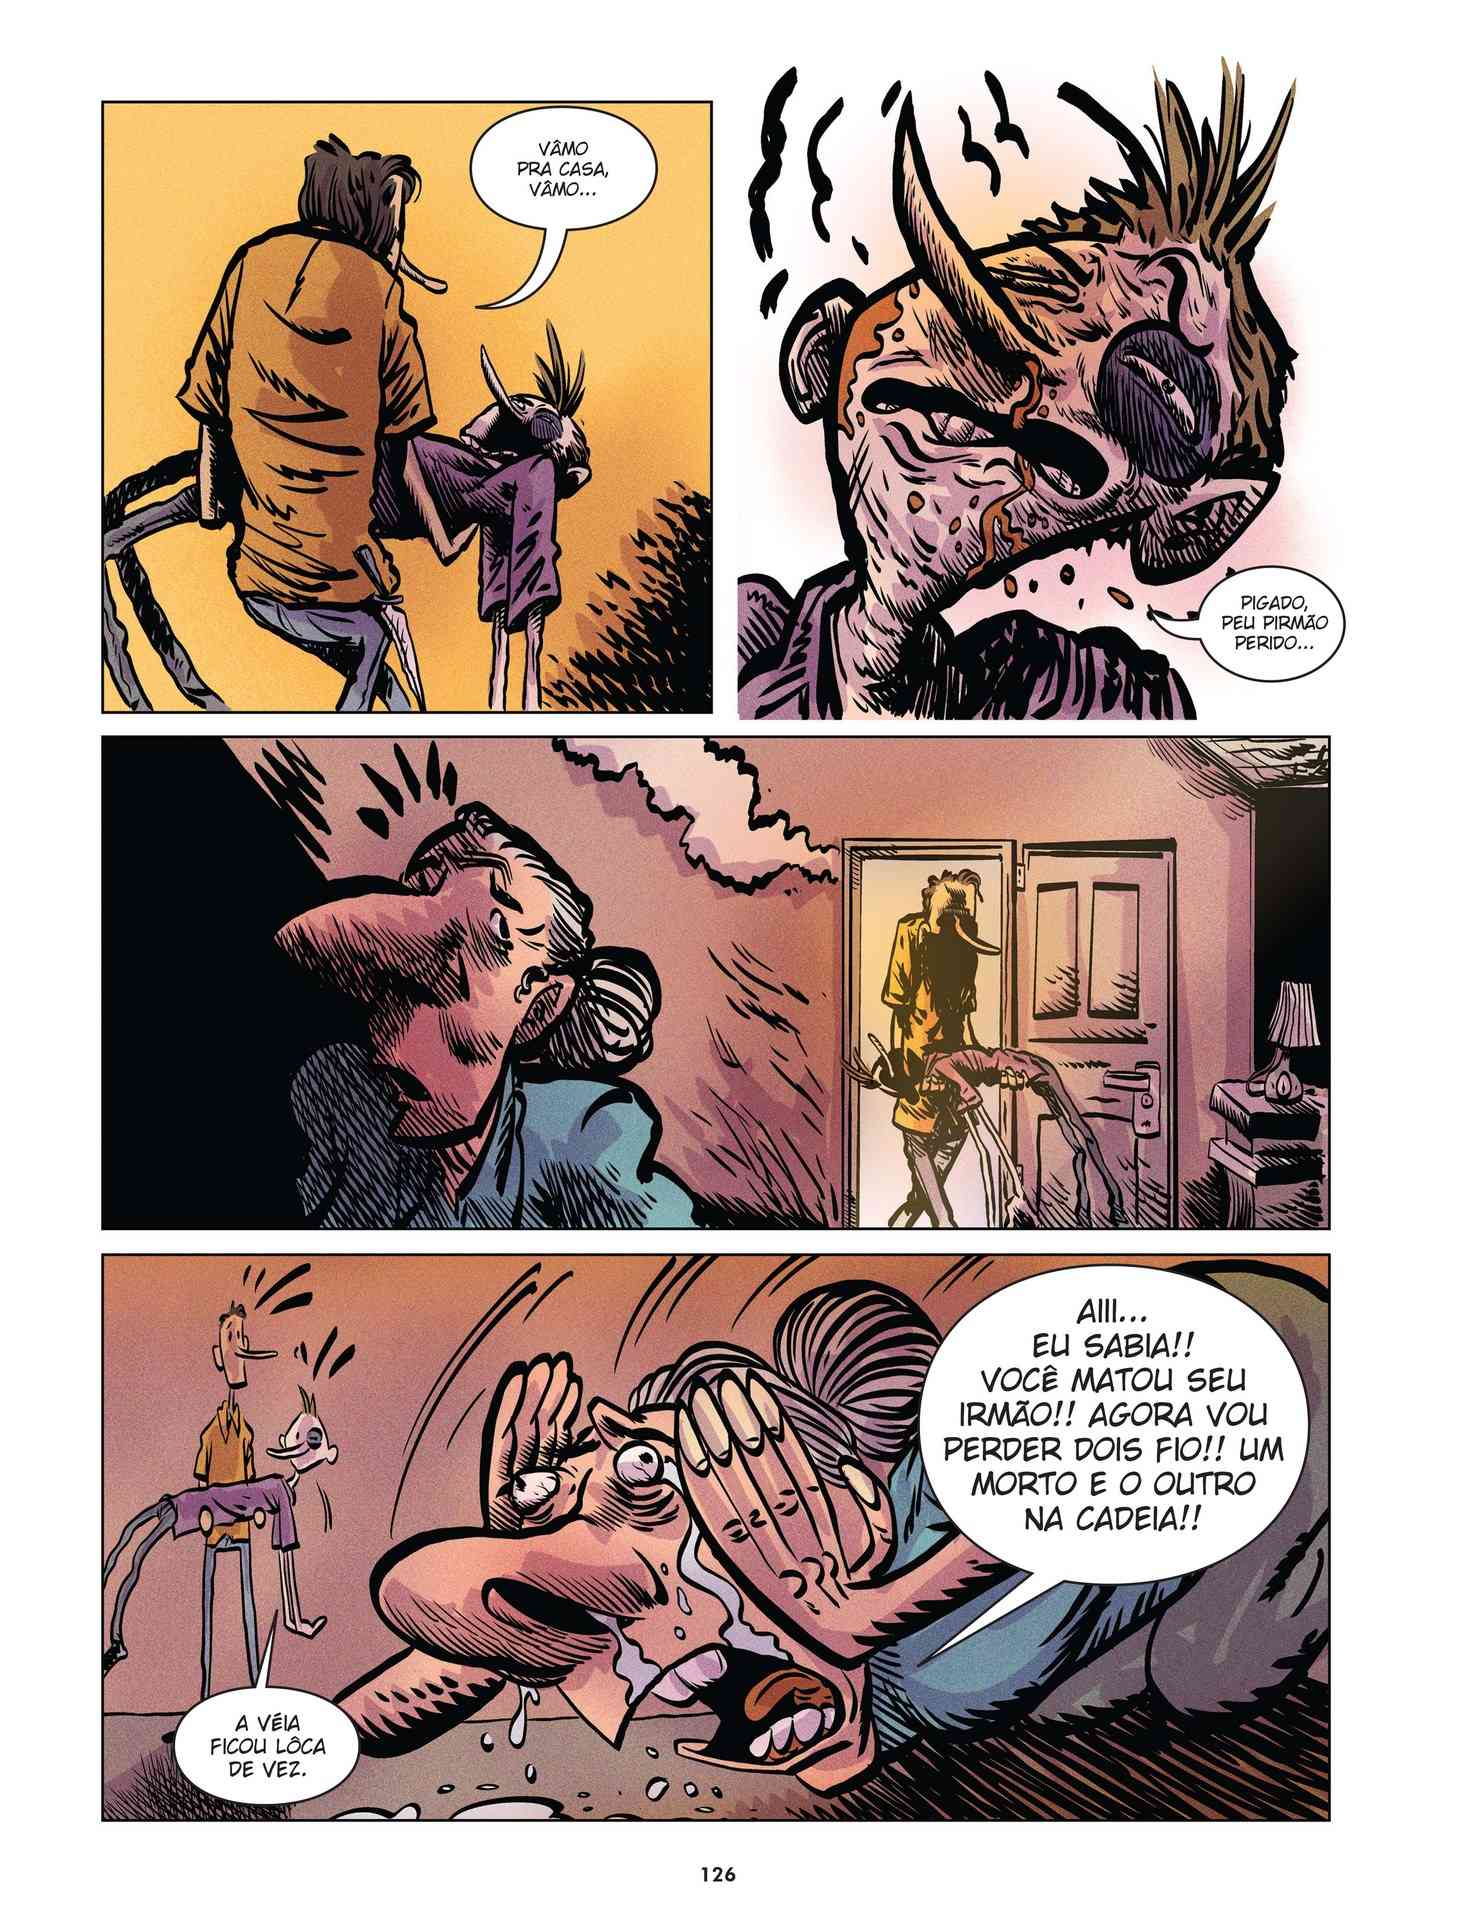 VÂMO
PRA CASA,
VÂMO...
PIGADO,
PEU PIRMÃO
PERIDO...
AIII...
EU SABIA!!
VOCÊ MATOU SEU
IRMÃO!! AGORA VOU
PERDER DOIS FIO!! UM
MORTO E O OUTRO
NA CADEIA!!
A VÉIA
FICOU LÔCA
DE VEZ.
126